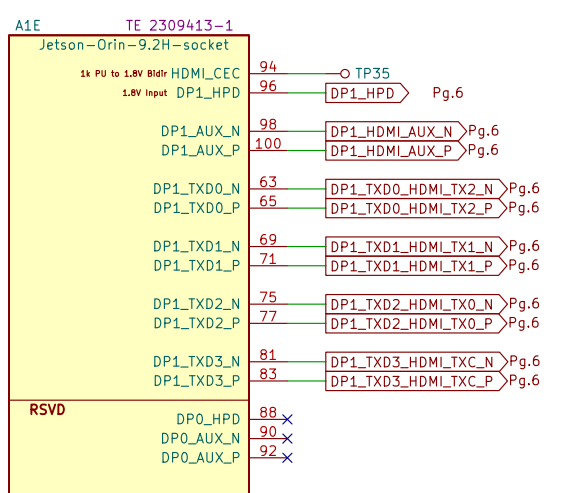 A1E TE 2309413-1
Jetson-Orin-9.2H-socket
1k PU to 1.8V Bidir HDMI_CEC 94 TP35
1.8V Input DP1_HPD 96 DP1_HPD Pg.6
DP1_AUX_N 98 DP1_HDMI_AUX_N Pg.6
DP1_AUX_P 100 DP1_HDMI_AUX_P Pg.6
DP1_TXD0_N 63 DP1_TXD0_HDMI_TX2_N Pg.6
DP1_TXD0_P 65 DP1_TXD0_HDMI_TX2_P Pg.6
DP1_TXD1_N 69 DP1_TXD1_HDMI_TX1_N Pg.6
DP1_TXD1_P 71 DP1_TXD1_HDMI_TX1_P Pg.6
DP1_TXD2_N 75 DP1_TXD2_HDMI_TX0_N Pg.6
DP1_TXD2_P 77 DP1_TXD2_HDMI_TX0_P Pg.6
DP1_TXD3_N 81 DP1_TXD3_HDMI_TXC_N Pg.6
DP1_TXD3_P 83 DP1_TXD3_HDMI_TXC_P Pg.6
RSVD
DP0_HPD 88
DP0_AUX_N 90
DP0_AUX_P 92